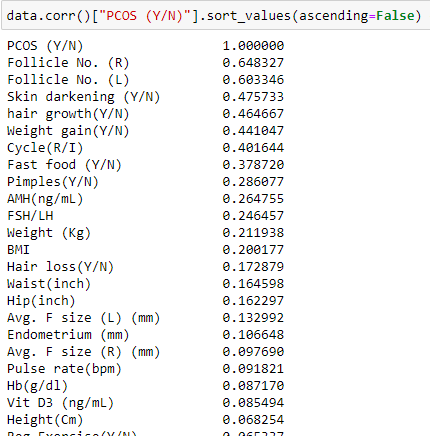 data.corr()["PCOS (Y/N)"].sort_values(ascending=False)
PCOS (Y/N) 1.000000
Follicle No. (R) 0.648327
Follicle No. (L) 0.603346
Skin darkening (Y/N) 0.475733
hair growth(Y/N) 0.464667
Weight gain(Y/N) 0.441047
Cycle(R/I) 0.401644
Fast food (Y/N) 0.378720
Pimples(Y/N) 0.286077
AMH(ng/mL) 0.264755
FSH/LH 0.246457
Weight (Kg) 0.211938
BMI 0.200177
Hair loss(Y/N) 0.172879
Waist(inch) 0.164598
Hip(inch) 0.162297
Avg. F size (L) (mm) 0.132992
Endometrium (mm) 0.106648
Avg. F size (R) (mm) 0.097690
Pulse rate(bpm) 0.091821
Hb(g/dl) 0.087170
Vit D3 (ng/mL) 0.085494
Height(Cm) 0.068254
Reg.Exercise(Y/N) 0.065337